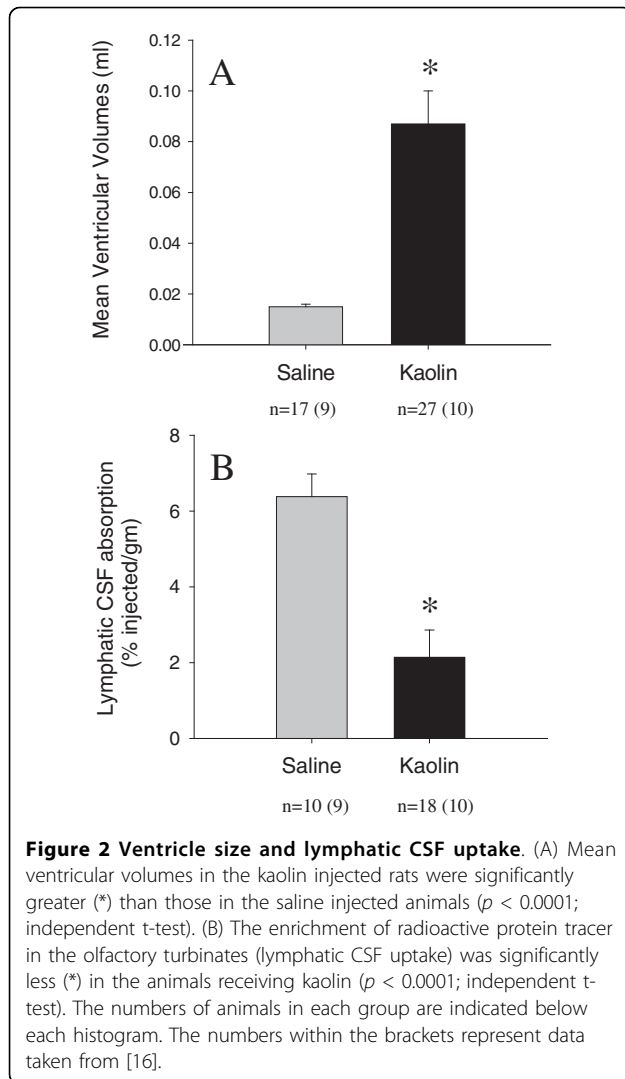 0.12
A
*
0.10
0.08
0.06
0.04
0.02
0.00
Mean Ventricular Volumes (ml)
Saline
Kaolin
n=17 (9)
n=27 (10)
8
B
6
*
4
2
0
Lymphatic CSF absorption
(% injected/gm)
Saline
Kaolin
n=10 (9)
n=18 (10)
Figure 2 Ventricle size and lymphatic CSF uptake. (A) Mean
ventricular volumes in the kaolin injected rats were significantly
greater (*) than those in the saline injected animals (p < 0.0001;
independent t-test). (B) The enrichment of radioactive protein tracer
in the olfactory turbinates (lymphatic CSF uptake) was significantly
less (*) in the animals receiving kaolin (p < 0.0001; independent t-
test). The numbers of animals in each group are indicated below
each histogram. The numbers within the brackets represent data
taken from [16].